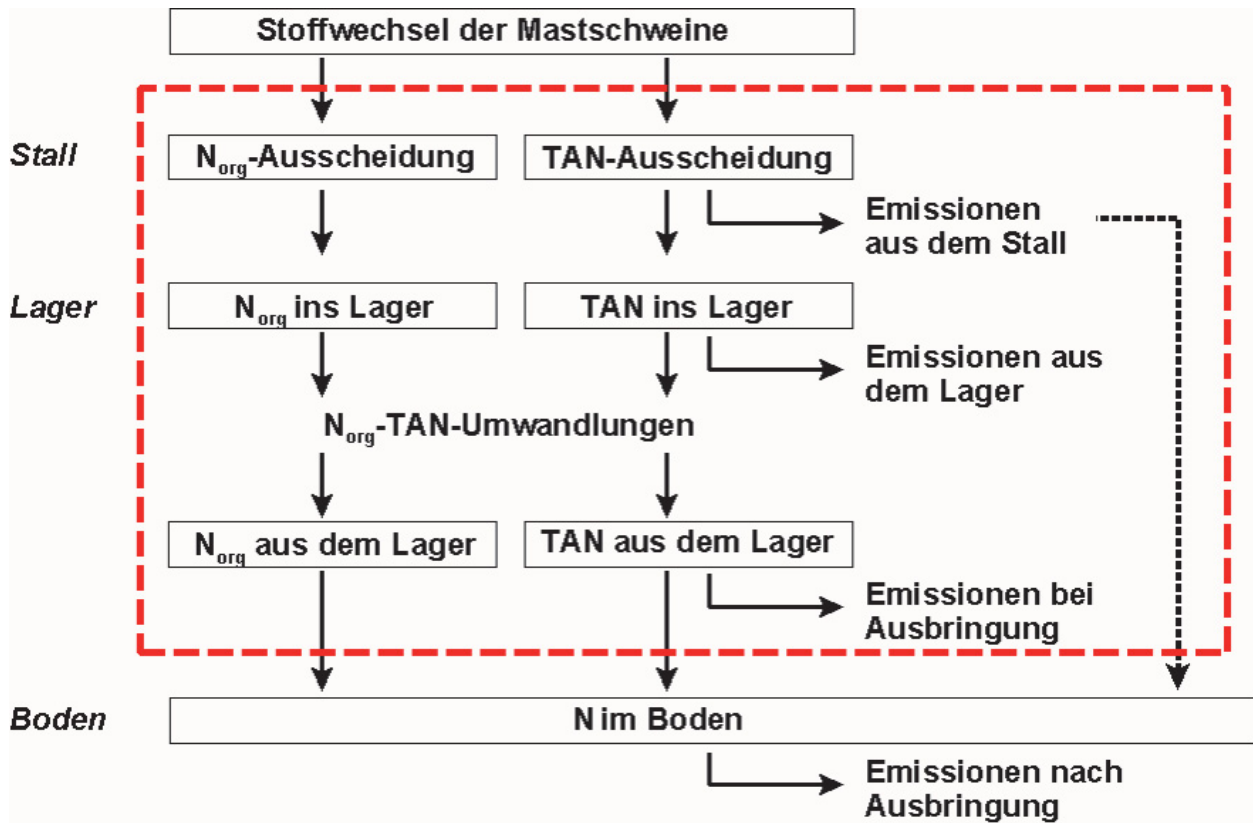 Stoffwechsel der Mastschweine
Stall
Norg-Ausscheidung
TAN-Ausscheidung
Emissionen
aus dem Stall
Lager
Norg ins Lager
TAN ins Lager
Emissionen aus
dem Lager
Norg-TAN-Umwandlungen
Norg aus dem Lager
TAN aus dem Lager
Emissionen bei
Ausbringung
Boden
N im Boden
Emissionen nach
Ausbringung